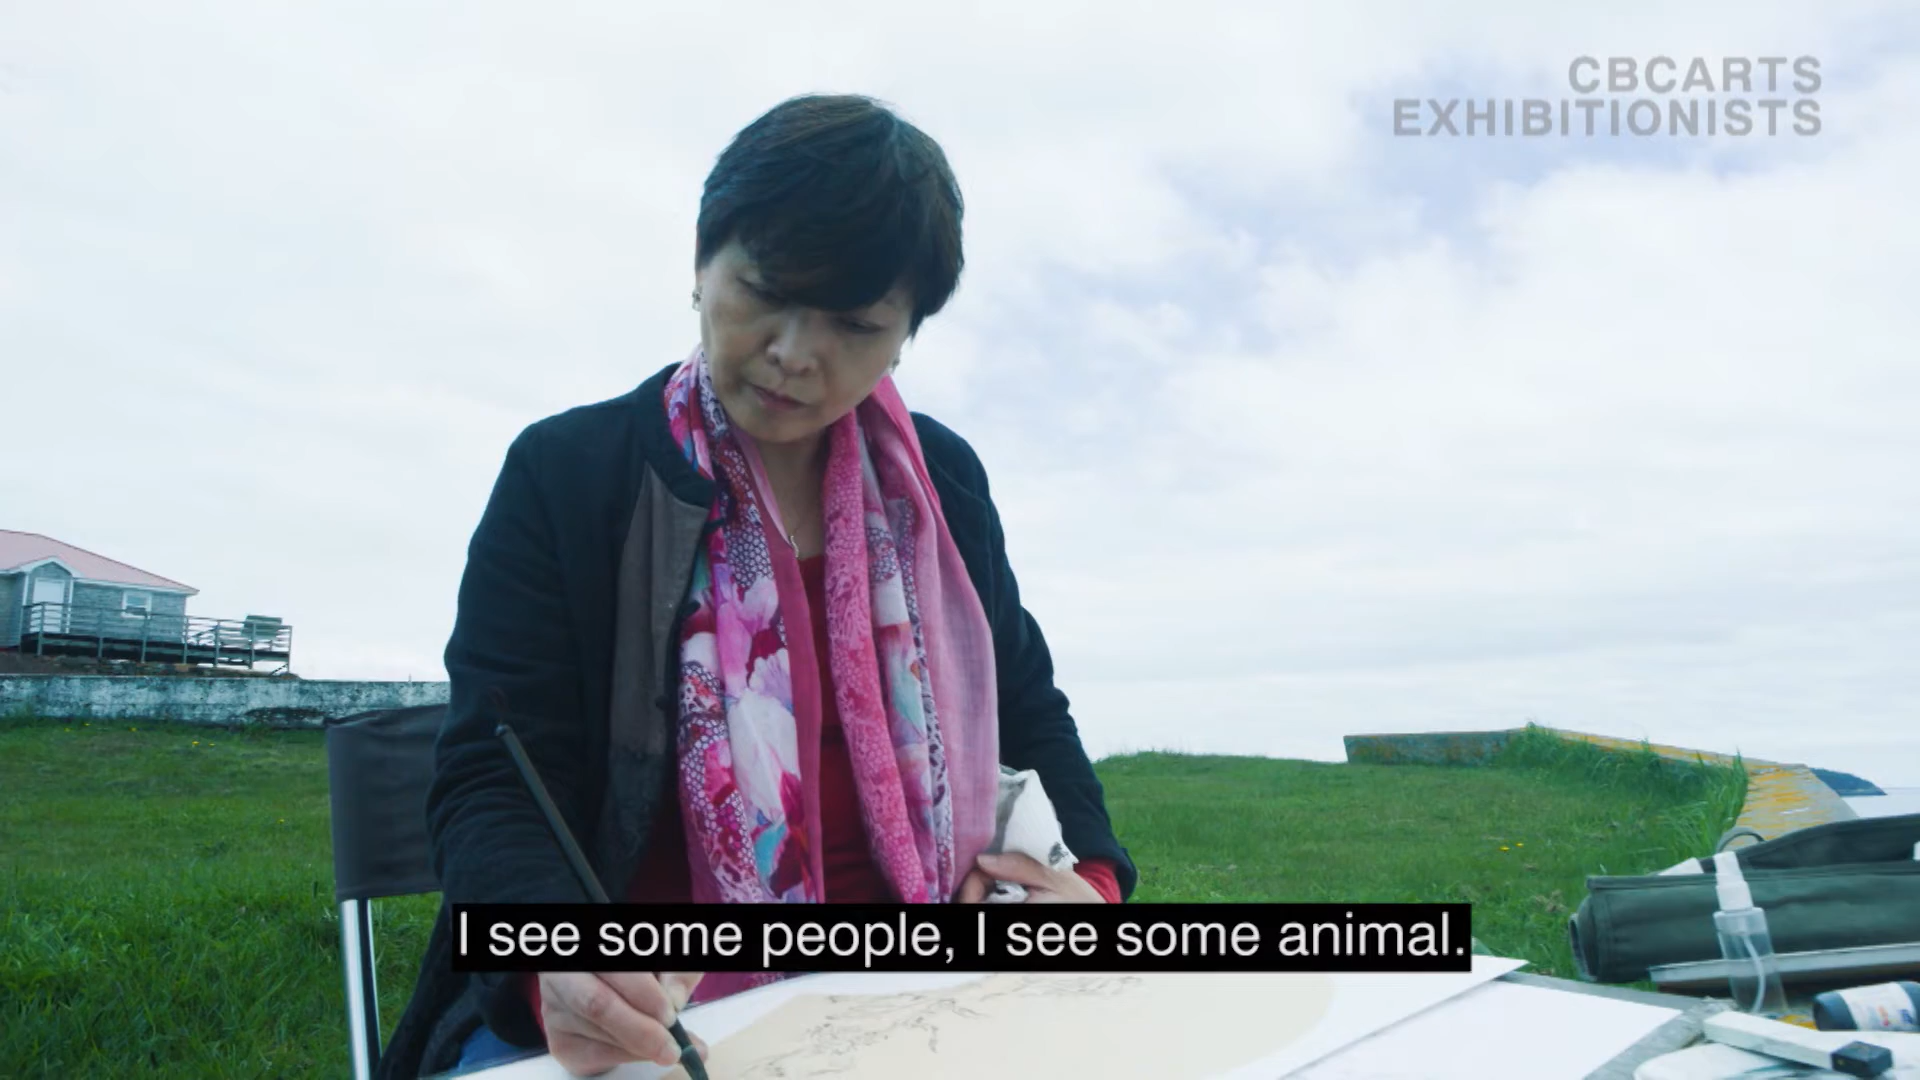 CBCARTS
EXHIBITIONISTS
I see some people, I see some animal.